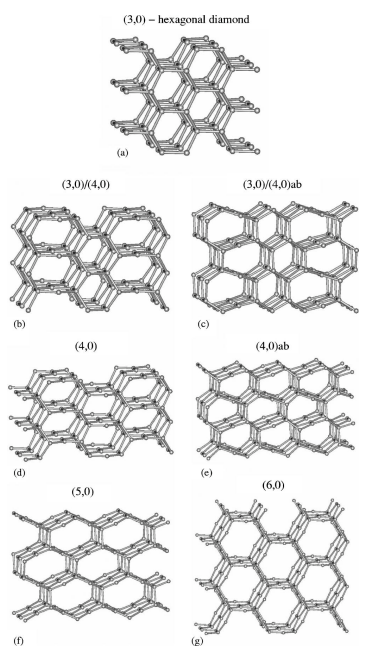 (3,0) – hexagonal diamond
(a)
(3,0)/(4,0)
(3,0)/(4,0)ab
(b)
(c)
(4,0)
(4,0)ab
(d)
(e)
(5,0)
(6,0)
(f)
(g)